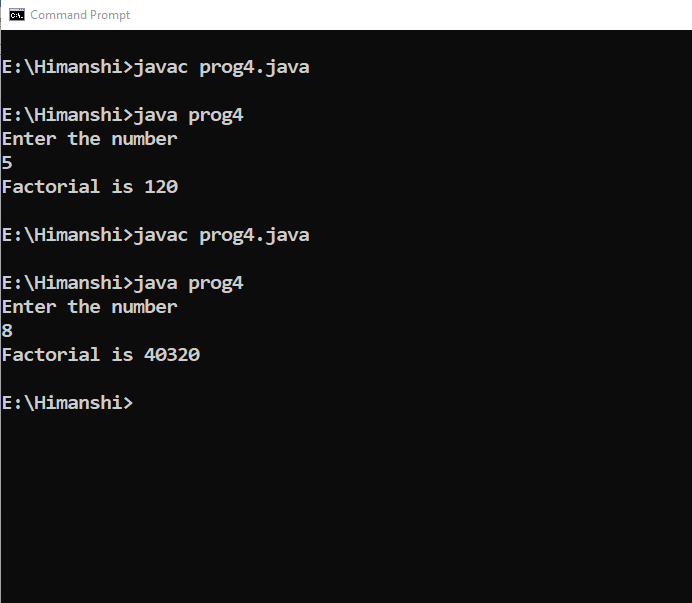 Command Prompt
E:\Himanshi>javac prog4.java
E:\Himanshi>java prog4
Enter the number
5
Factorial is 120
E:\Himanshi>javac prog4.java
E:\Himanshi>java prog4
Enter the number
8
Factorial is 40320
E:\Himanshi>